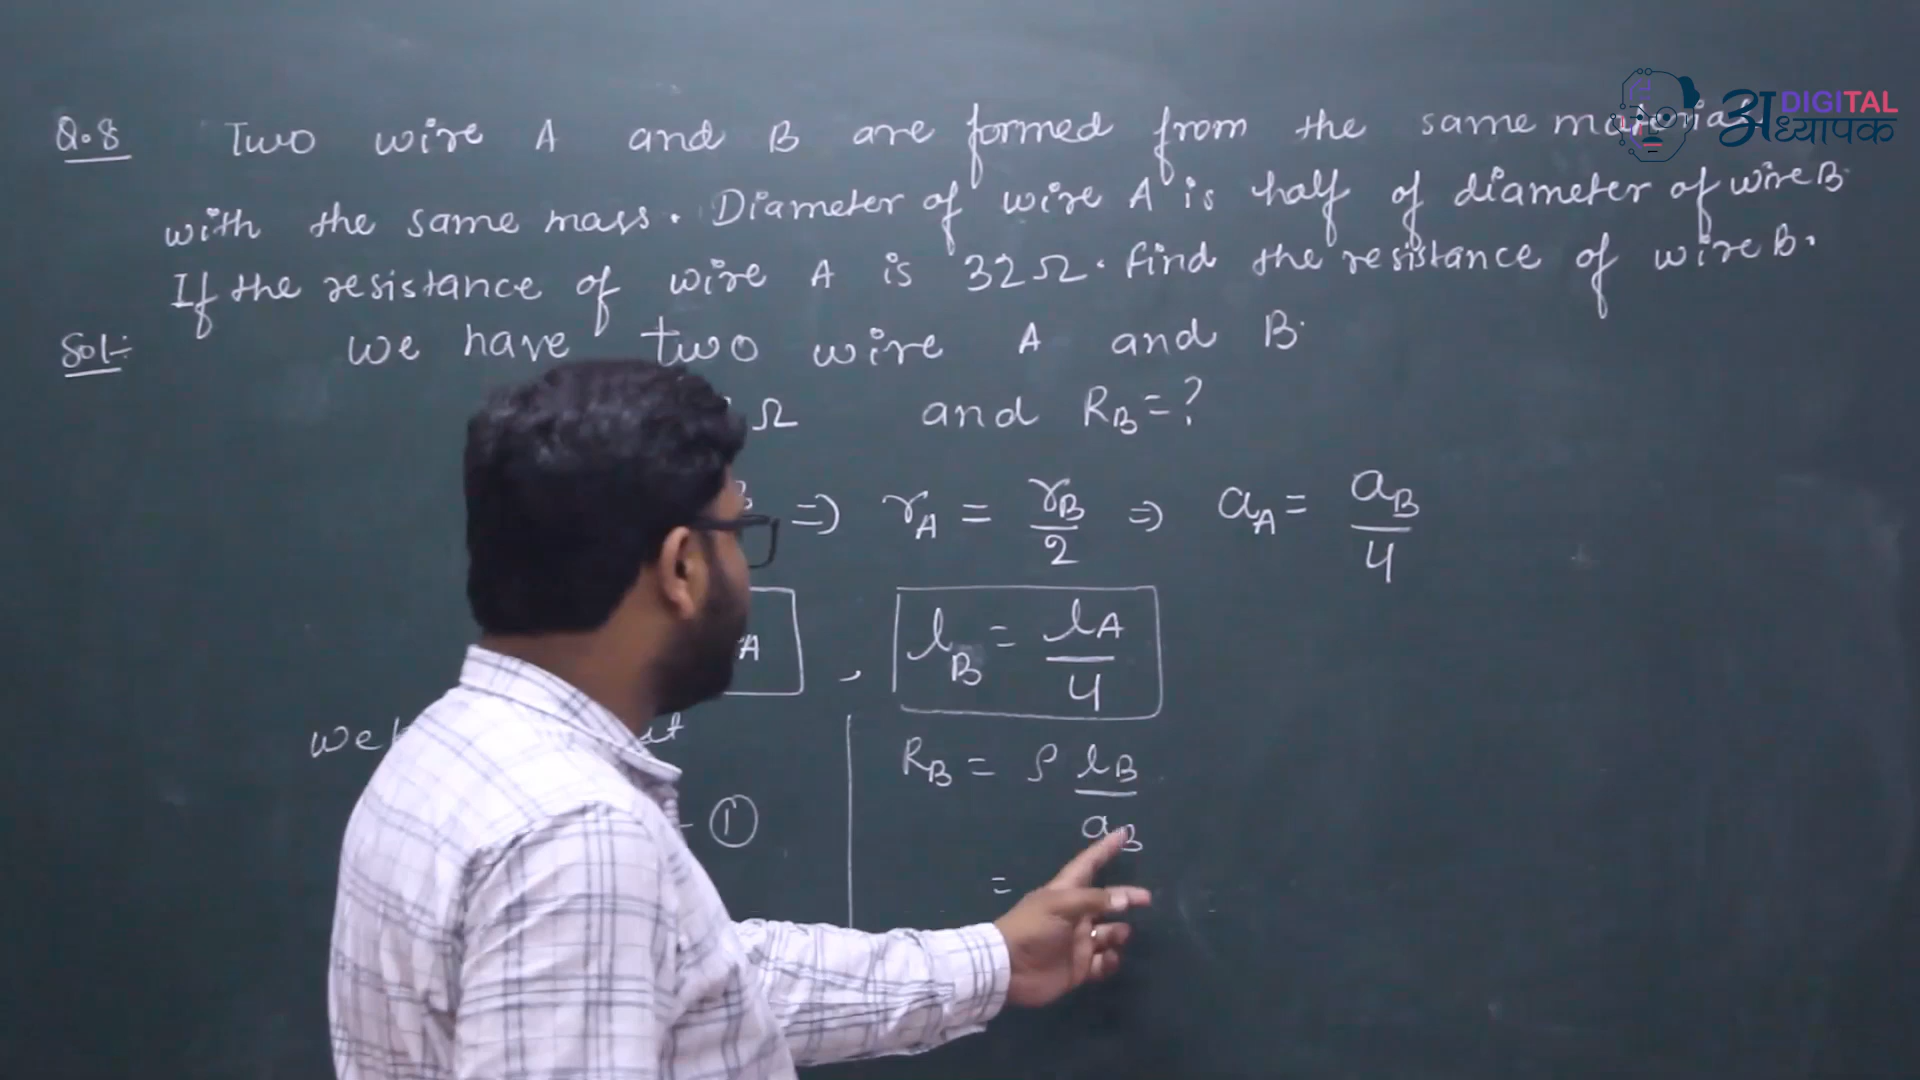 अध्यापक DIGITAL
Q.8 Two wire A and B are formed from the same
with the same mass. Diameter of wire A is half of diameter of wire B.
If the resistance of wire A is 32Ω. Find the resistance of wire B.
Sol:- we have two wire A and B.
Ω and R_B = ?
=> r_A = r_B/2 => a_A = a_B/4
A , l_B = l_A/4
R_B = ρ l_B/a_B
- ①
=